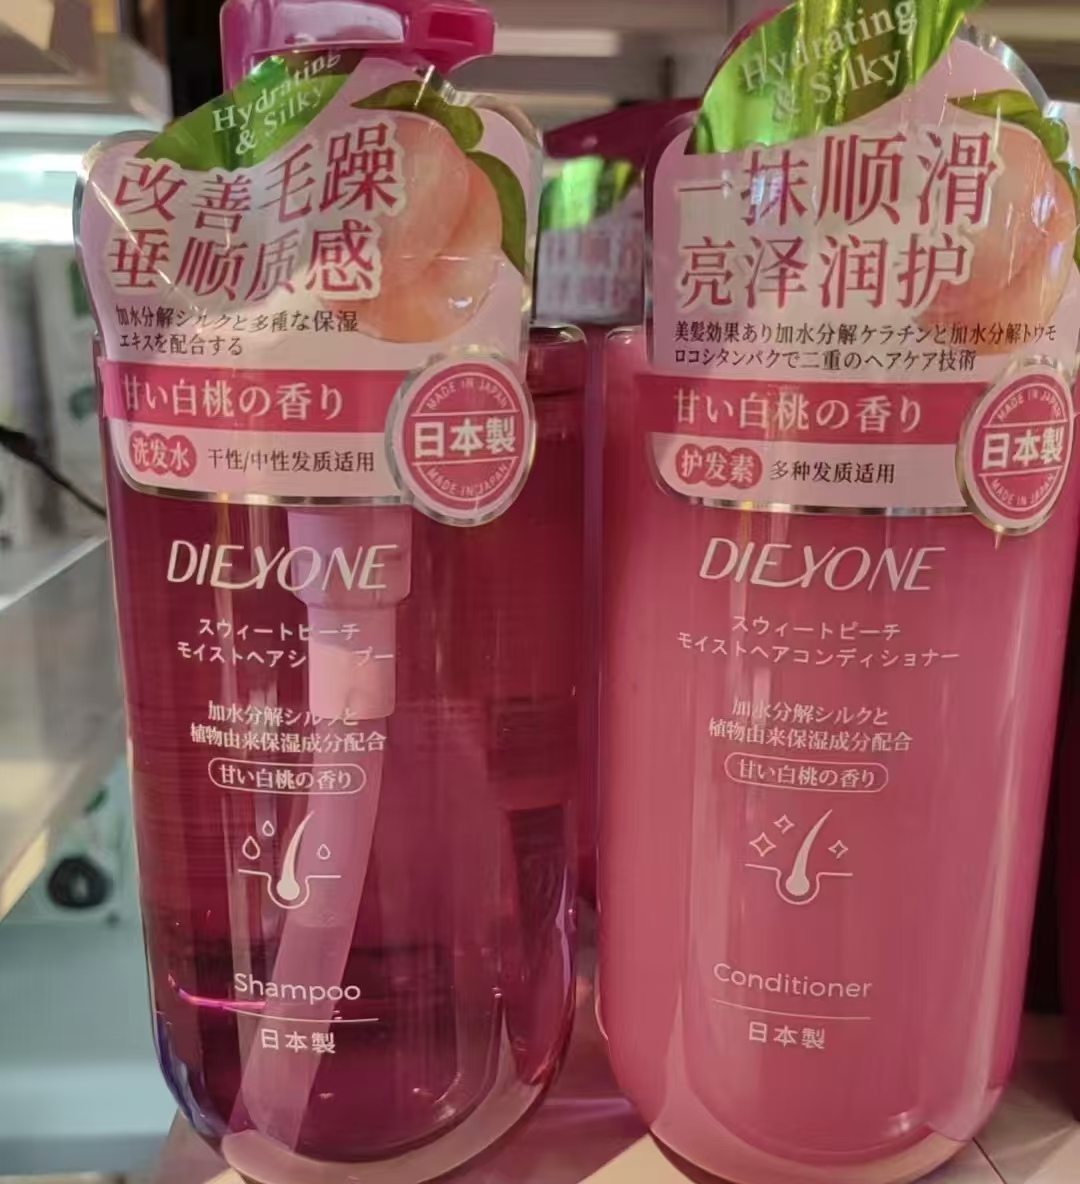 Hydrating
& Silky
改善毛躁
垂顺质感
加水分解シルクと多種な保湿
エキスを配合する
甘い白桃の香り
洗发水 干性/中性发质适用
MADE IN JAPAN
日本製
MADE IN JAPAN
DIEYONE
スウィートピーチ
モイストヘアシ プー
加水分解シルクと
植物由来保湿成分配合
甘い白桃の香り
Shampoo
日本製
Hydrating
& Silky
一抹顺滑
亮泽润护
美髪効果あり加水分解ケラチンと加水分解トウモ
ロコシタンパクで二重のヘアケア技術
甘い白桃の香り
护发素 多种发质适用
MADE IN JAPAN
日本製
MADE IN JAPAN
DIEYONE
スウィートピーチ
モイストヘアコンディショナー
加水分解シルクと
植物由来保湿成分配合
甘い白桃の香り
Conditioner
日本製